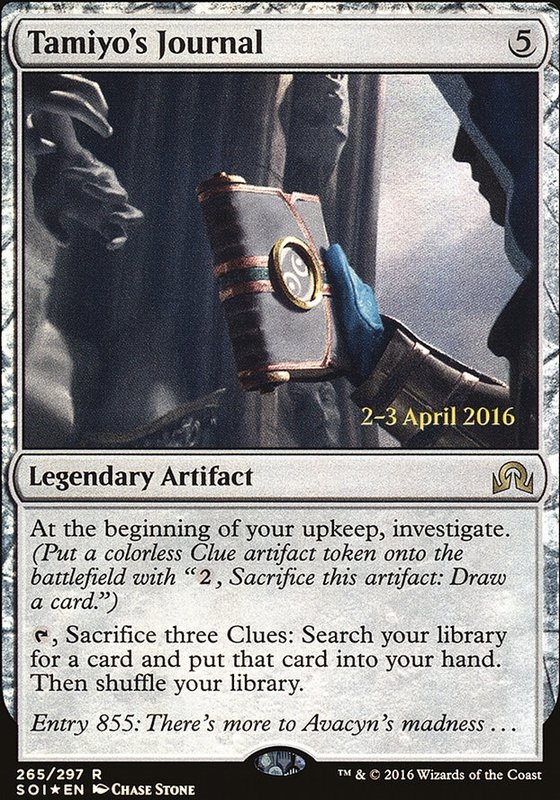 Tamiyo's Journal 5
2–3 April 2016
Legendary Artifact
At the beginning of your upkeep, investigate.
(Put a colorless Clue artifact token onto the
battlefield with “2, Sacrifice this artifact: Draw
a card.”)
, Sacrifice three Clues: Search your library
for a card and put that card into your hand.
Then shuffle your library.
Entry 855: There's more to Avacyn's madness . . .
265/297 R
SOI★EN Chase Stone
™ & © 2016 Wizards of the Coast